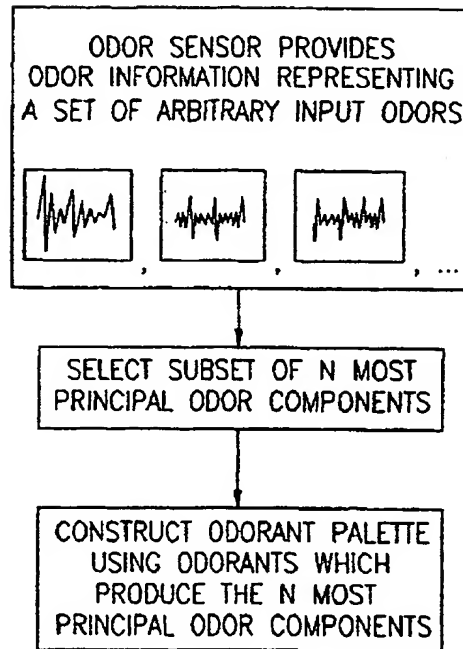 ODOR SENSOR PROVIDES
ODOR INFORMATION REPRESENTING
A SET OF ARBITRARY INPUT ODORS
, , , ...
SELECT SUBSET OF N MOST
PRINCIPAL ODOR COMPONENTS
CONSTRUCT ODORANT PALETTE
USING ODORANTS WHICH
PRODUCE THE N MOST
PRINCIPAL ODOR COMPONENTS